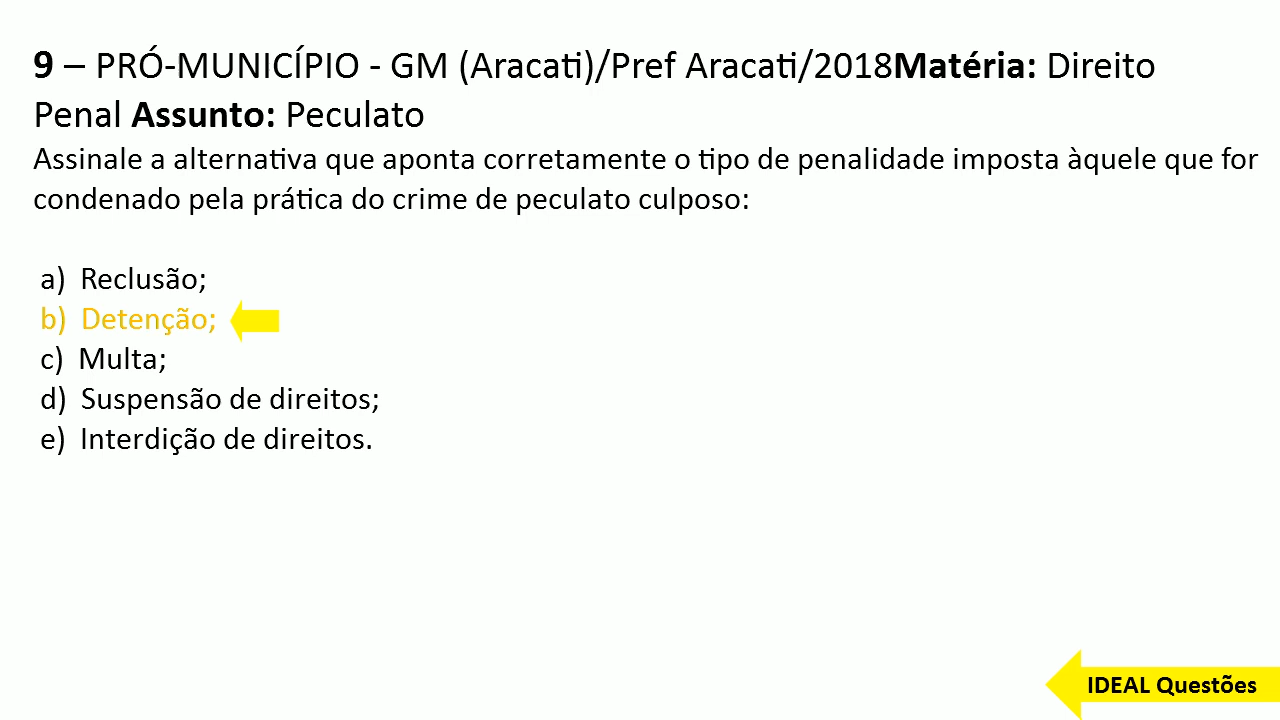 9 – PRÓ-MUNICÍPIO - GM (Aracati)/Pref Aracati/2018Matéria: Direito
Penal Assunto: Peculato
Assinale a alternativa que aponta corretamente o tipo de penalidade imposta àquele que for
condenado pela prática do crime de peculato culposo:
a) Reclusão;
b) Detenção;
c) Multa;
d) Suspensão de direitos;
e) Interdição de direitos.
IDEAL Questões